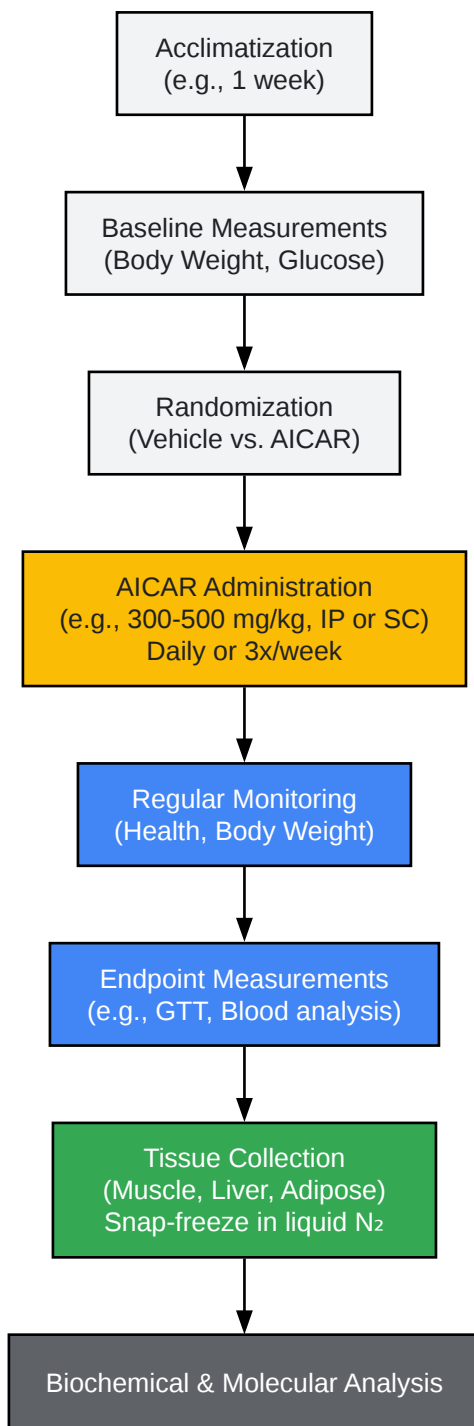 Acclimatization
(e.g., 1 week)
Baseline Measurements
(Body Weight, Glucose)
Randomization
(Vehicle vs. AICAR)
AICAR Administration
(e.g., 300-500 mg/kg, IP or SC)
Daily or 3x/week
Regular Monitoring
(Health, Body Weight)
Endpoint Measurements
(e.g., GTT, Blood analysis)
Tissue Collection
(Muscle, Liver, Adipose)
Snap-freeze in liquid N₂
Biochemical & Molecular Analysis